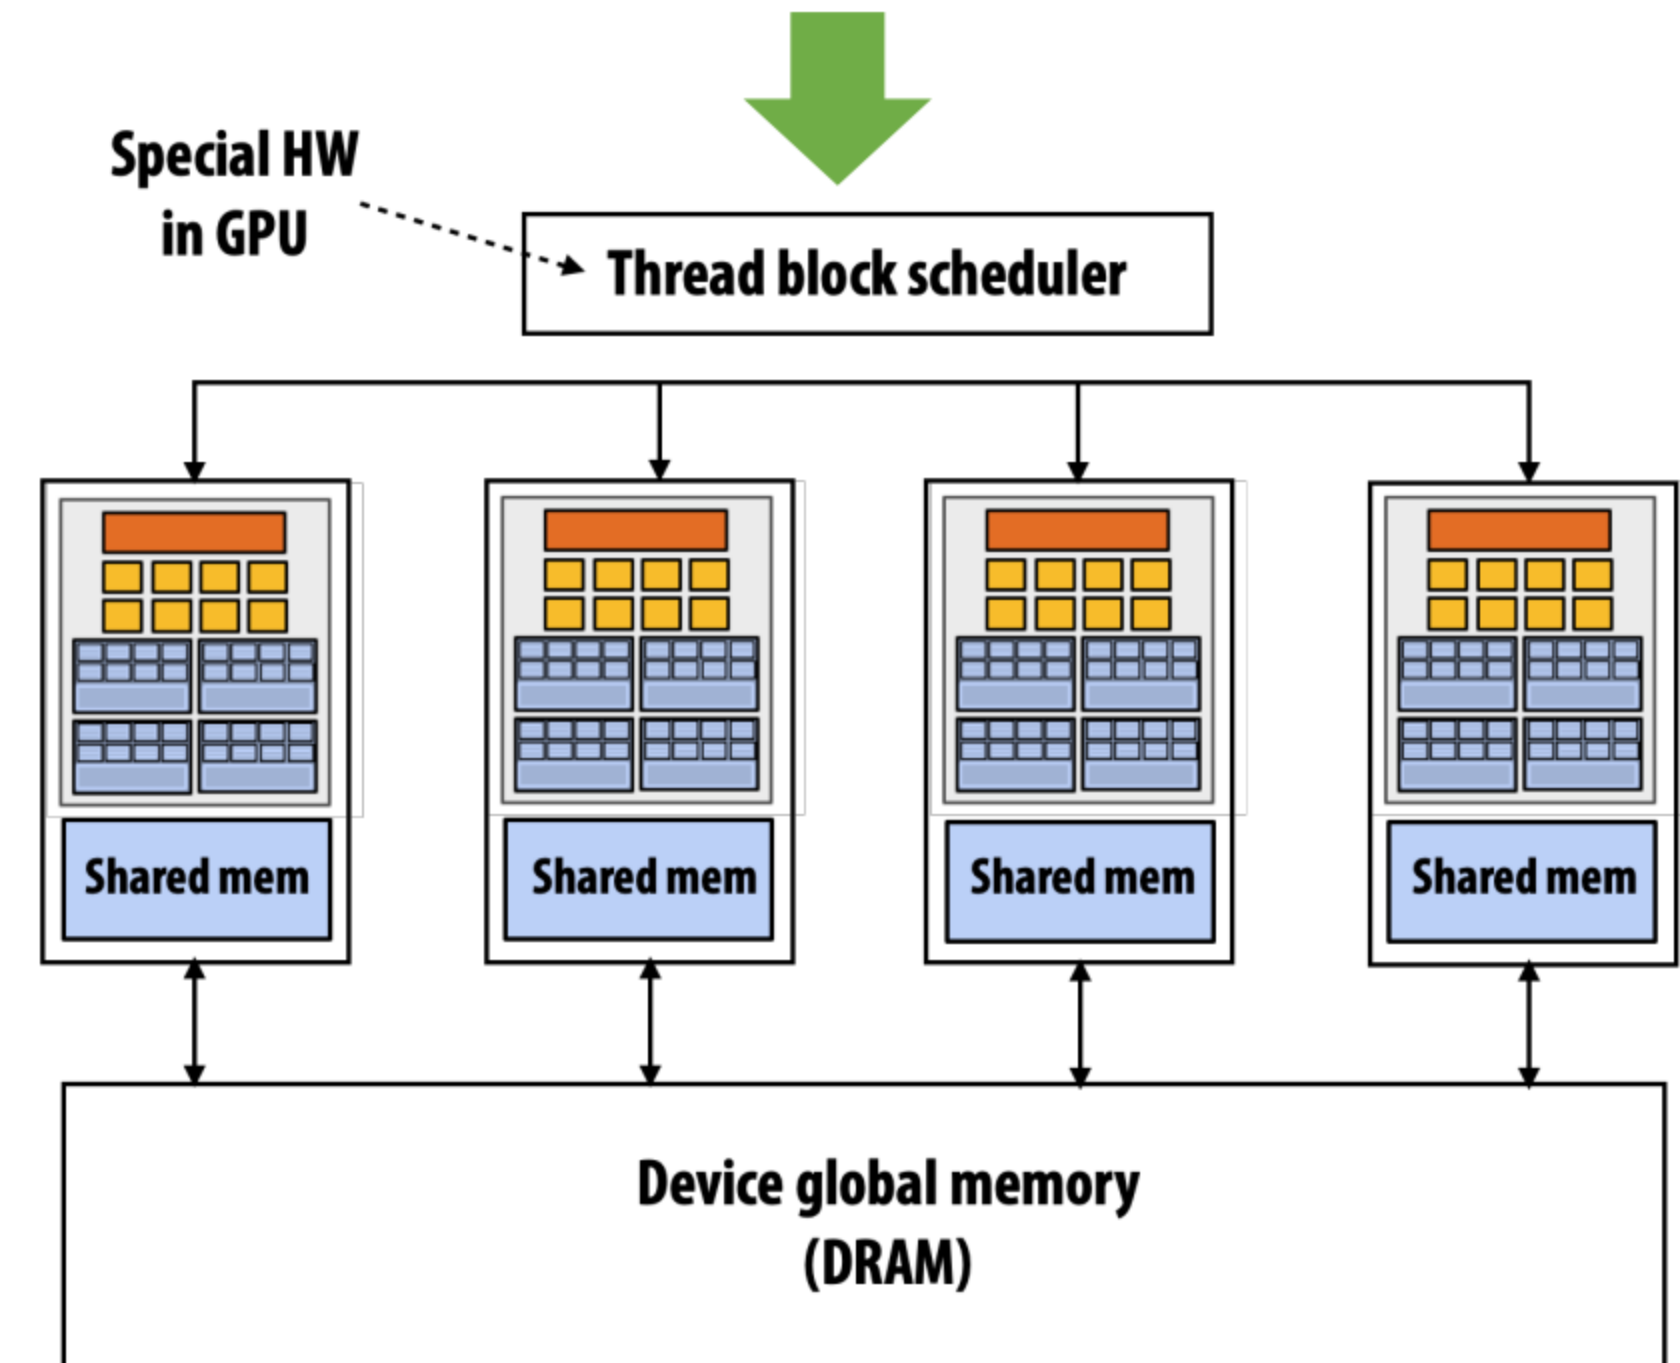 Special HW
in GPU
Thread block scheduler
Shared mem
Shared mem
Shared mem
Shared mem
Device global memory
(DRAM)